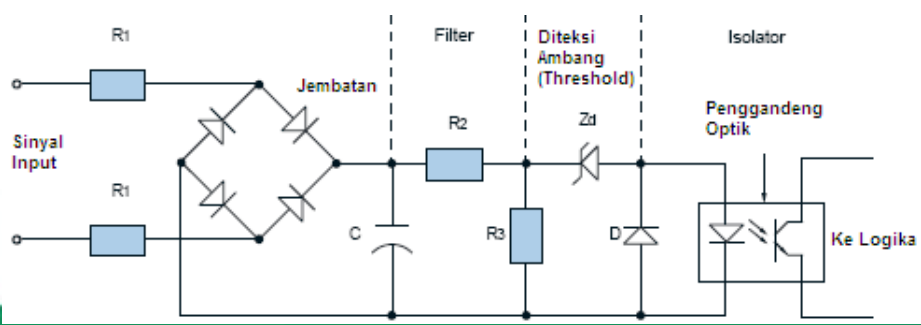 R1
Filter
Diteksi
Ambang
(Threshold)
Isolator
Jembatan
Penggandeng
Optik
R2
Zd
Sinyal
Input
R1
C
R3
D
Ke Logika